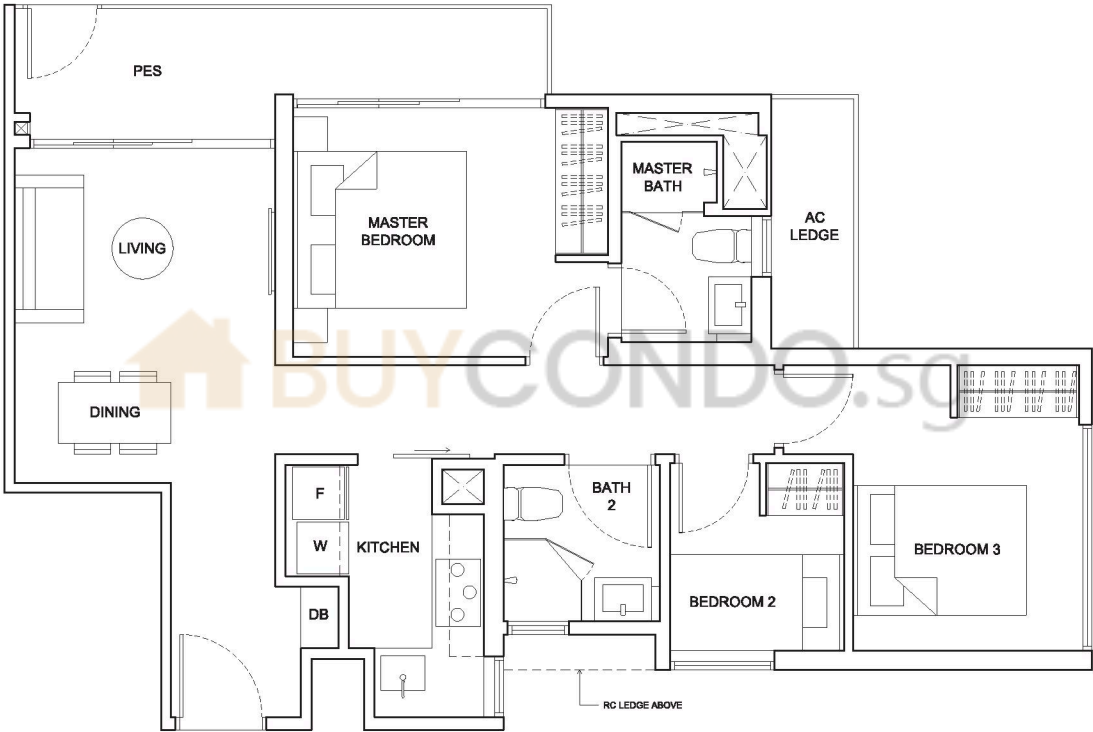 PES
MASTER
BATH
MASTER
BEDROOM
AC
LEDGE
LIVING
BUYCONDO.sg
DINING
F
BATH
2
W
KITCHEN
BEDROOM 3
BEDROOM 2
DB
RC LEDGE ABOVE